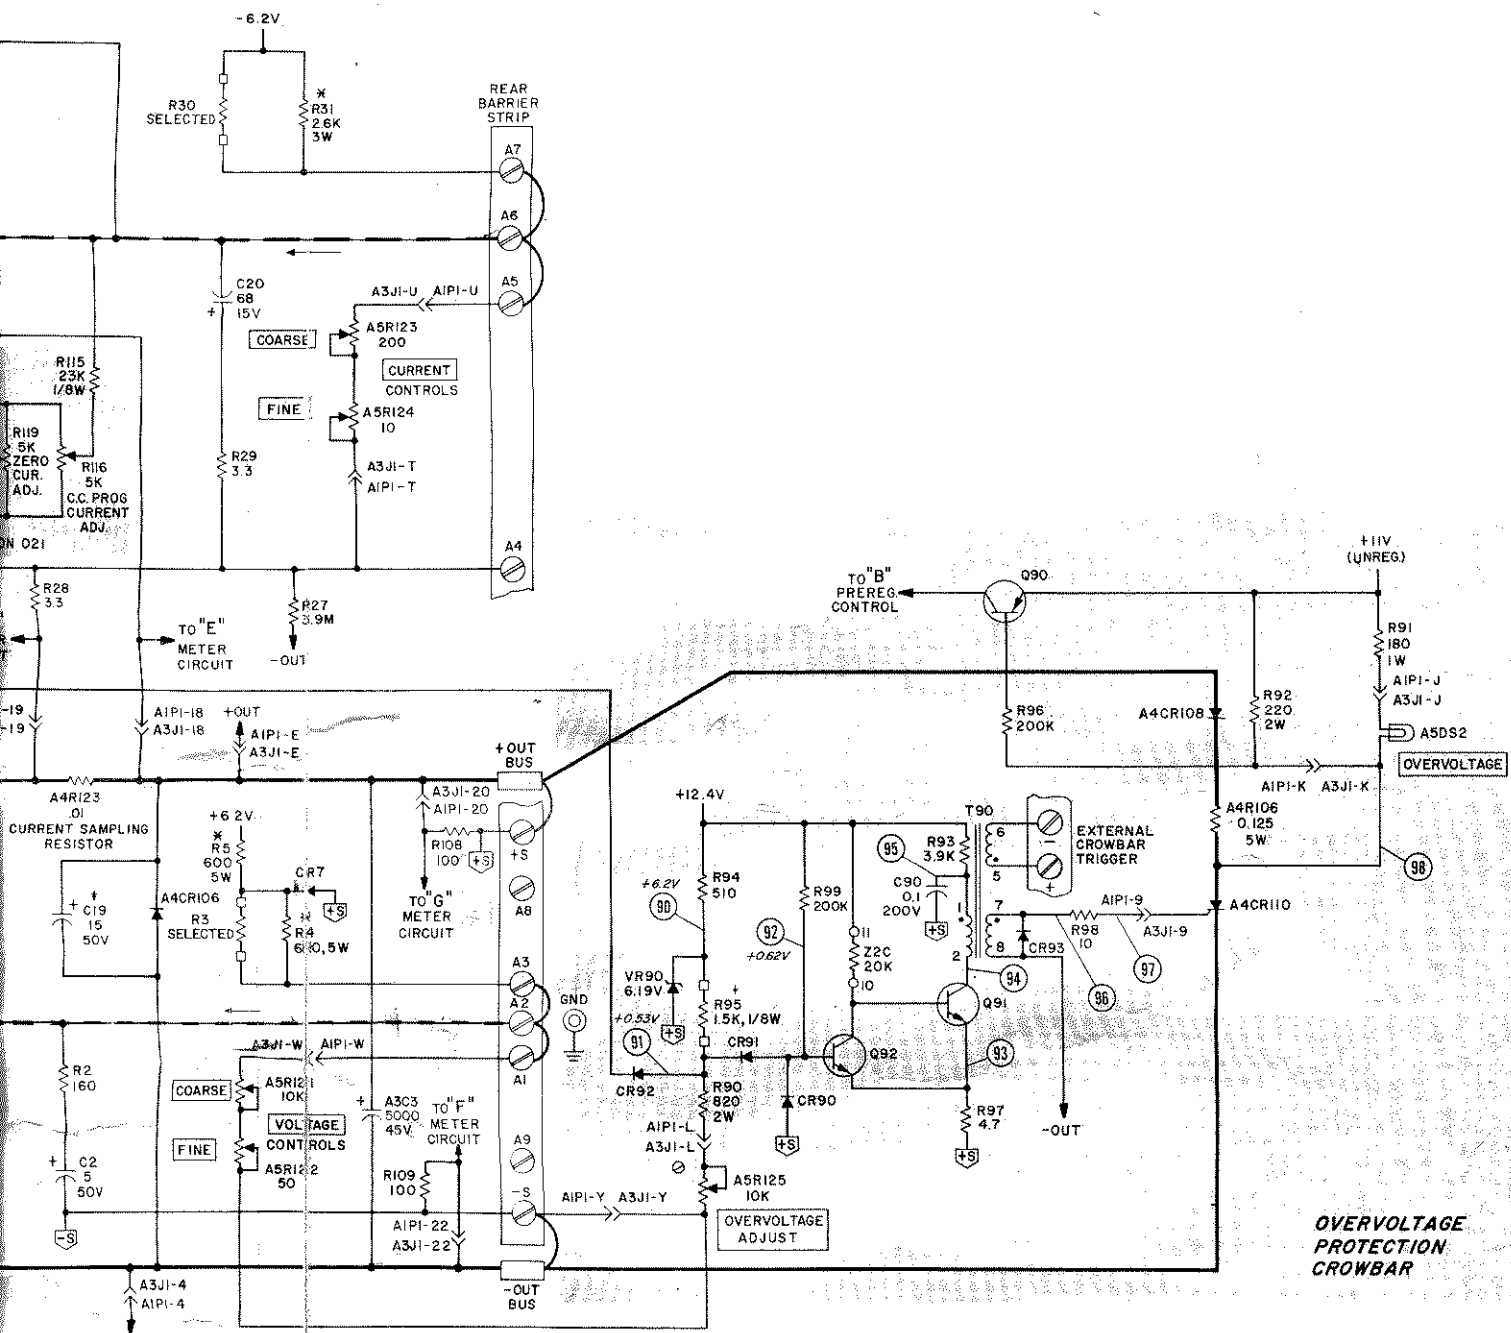 -6.2V
R30
SELECTED
*
R31
2.6K
3W
REAR
BARRIER
STRIP
A7
A6
A5
A4
C20
68
15V
+
A3J1-U
A1P1-U
COARSE
A5R123
200
CURRENT
CONTROLS
FINE
A5R124
10
A3J1-T
A1P1-T
R115
23K
1/8W
R119
5K
ZERO
CUR.
ADJ.
R116
5K
C.C. PROG
CURRENT
ADJ.
R29
3.3
ON D21
R28
3.3
R27
3.9M
-OUT
TO "E"
METER
CIRCUIT
-19
-19
A1P1-18
A3J1-18
+OUT
A1P1-E
A3J1-E
A4R123
.01
CURRENT SAMPLING
RESISTOR
+6.2V
*
R5
600
5W
CR7
+S
A4CR106
R3
SELECTED
R4
+
C19
15
50V
A3J1-20
A1P1-20
R108
100
+S
+S
TO "G"
METER
CIRCUIT
+OUT
BUS
A8
A3
A2
A1
A9
-S
GND
A3J1-W
A1P1-W
R2
160
COARSE
A5R121
10K
VOLTAGE
CONTROLS
FINE
A5R122
50
+
C2
5
50V
-S
+
A3C3
5000
45V
TO "F"
METER
CIRCUIT
R109
100
A1P1-22
A3J1-22
A3J1-4
A1P1-4
-OUT
BUS
A1P1-Y
A3J1-Y
TO "B"
PREREG.
CONTROL
Q90
+11V
(UNREG.)
R91
180
1W
A1P1-J
A3J1-J
R92
220
2W
R96
200K
A4CR108
A5DS2
OVERVOLTAGE
A1P1-K
A3J1-K
A4R106
0.125
5W
98
A4CR110
+12.4V
T90
R93
3.9K
95
C90
0.1
200V
+S
6
5
7
8
1
2
-
+
EXTERNAL
CROWBAR
TRIGGER
R94
510
+6.2V
90
R99
200K
92
+0.62V
11
Z2C
20K
10
VR90
6.19V
+S
R95
1.5K, 1/8W
+0.53V
91
CR91
CR92
R90
820
2W
CR90
+S
Q92
Q91
94
93
R97
4.7
+S
CR93
R98
10
A1P1-9
A3J1-9
96
97
-OUT
A1P1-L
A3J1-L
A5R125
10K
OVERVOLTAGE
ADJUST
OVERVOLTAGE
PROTECTION
CROWBAR